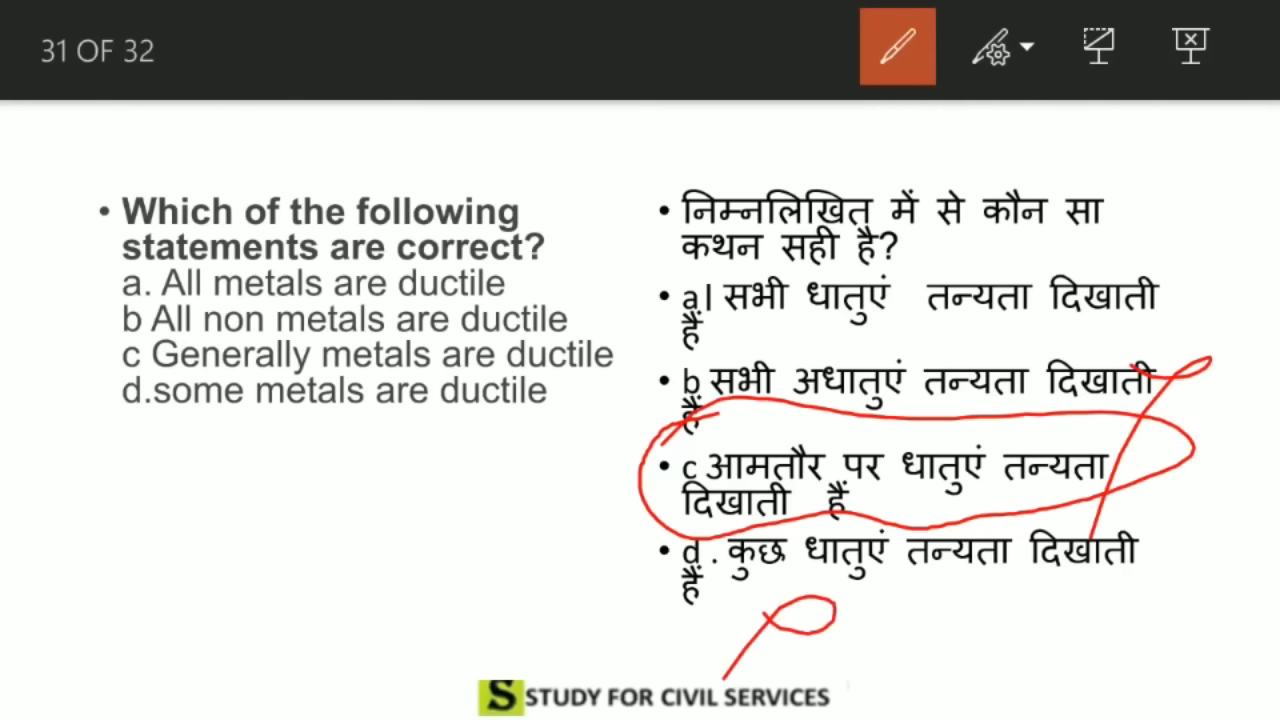 31 OF 32
• Which of the following
statements are correct?
a. All metals are ductile
b All non metals are ductile
c Generally metals are ductile
d.some metals are ductile
• निम्नलिखित में से कौन सा
कथन सही है?
• a। सभी धातुएं तन्यता दिखाती
हैं
• b सभी अधातुएं तन्यता दिखाती
हैं
• c आमतौर पर धातुएं तन्यता
दिखाती हैं
• d . कुछ धातुएं तन्यता दिखाती
हैं
S STUDY FOR CIVIL SERVICES